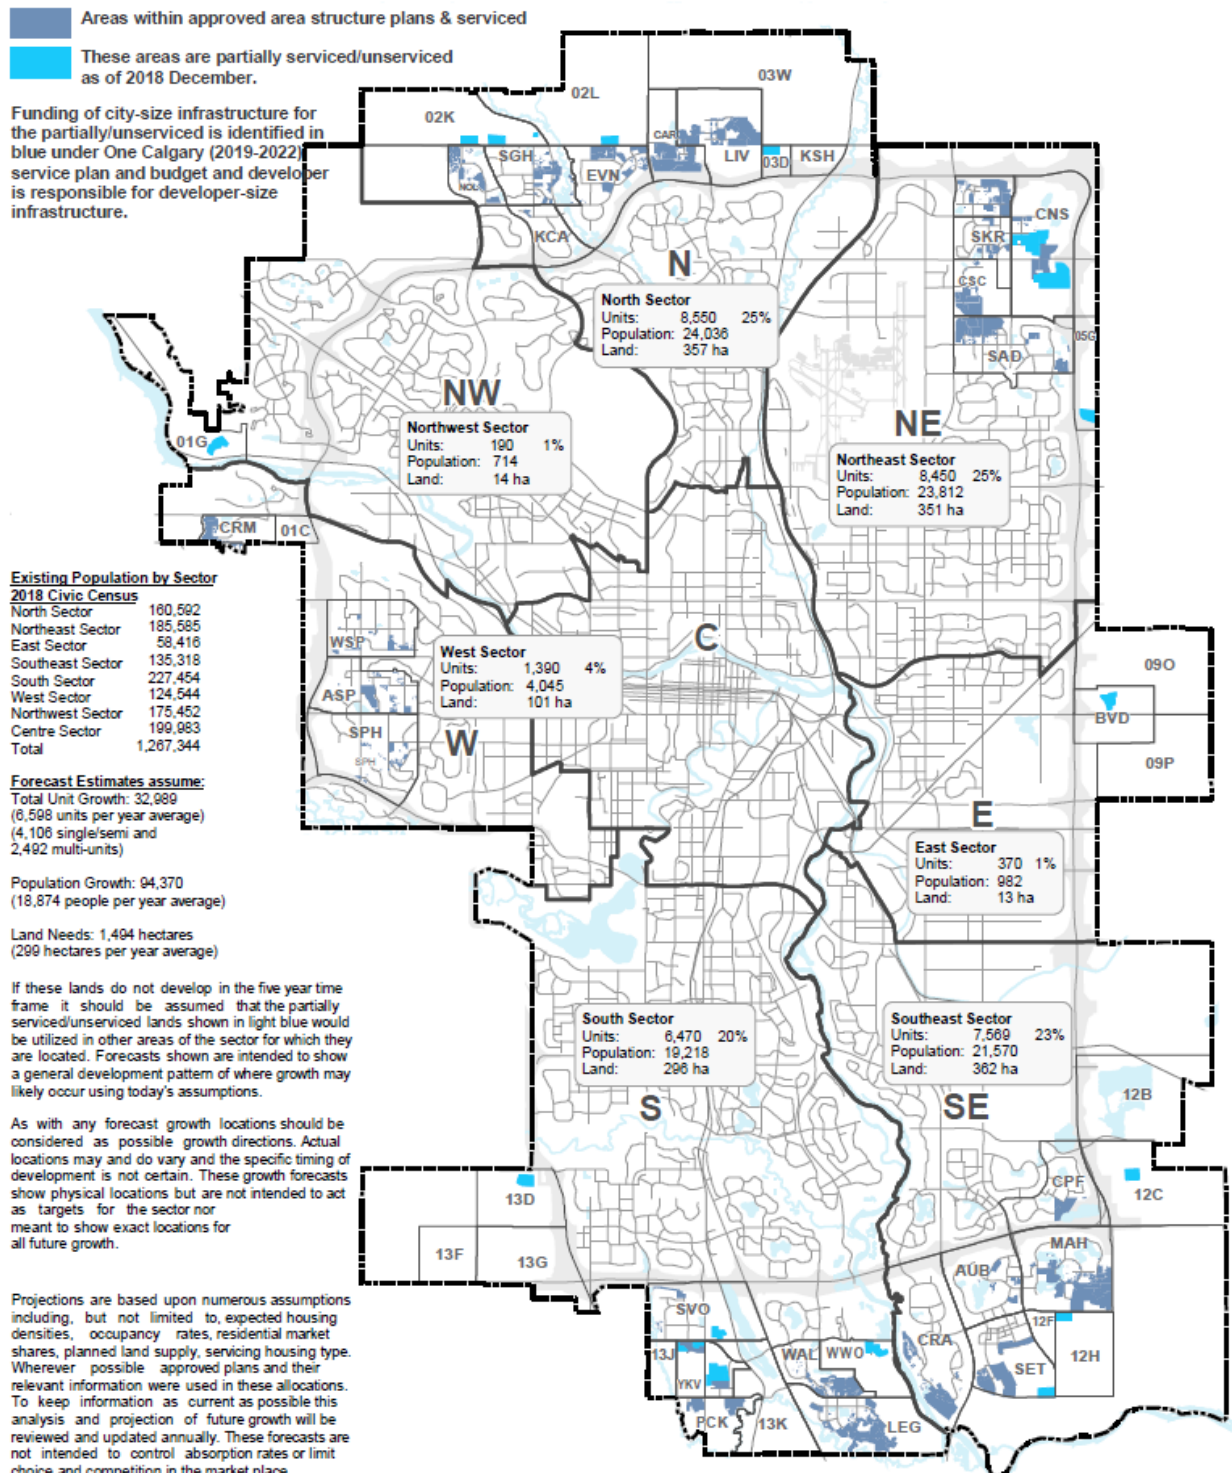 Areas within approved area structure plans & serviced
These areas are partially serviced/unserviced
as of 2018 December.
Funding of city-size infrastructure for
the partially/unserviced is identified in
blue under One Calgary (2019-2022)
service plan and budget and developer
is responsible for developer-size
infrastructure.
03W
02L
02K
CAR
SGH
LIV
03D
KSH
EVN
NOL
CNS
KCA
SKR
N
CSC
North Sector
Units: 8,550 25%
Population: 24,036
Land: 357 ha
05G
SAD
NW
NE
Northwest Sector
Units: 190 1%
Population: 714
Land: 14 ha
01G
Northeast Sector
Units: 8,450 25%
Population: 23,812
Land: 351 ha
CRM
01C
Existing Population by Sector
2018 Civic Census
North Sector 160,592
Northeast Sector 185,585
East Sector 58,416
Southeast Sector 135,318
South Sector 227,454
West Sector 124,544
Northwest Sector 175,452
Centre Sector 199,983
Total 1,267,344
WSP
C
West Sector
Units: 1,390 4%
Population: 4,045
Land: 101 ha
09O
ASP
BVD
SPH
SPH
W
09P
Forecast Estimates assume:
Total Unit Growth: 32,989
(6,598 units per year average)
(4,106 single/semi and
2,492 multi-units)
Population Growth: 94,370
(18,874 people per year average)
Land Needs: 1,494 hectares
(299 hectares per year average)
E
East Sector
Units: 370 1%
Population: 982
Land: 13 ha
If these lands do not develop in the five year time
frame it should be assumed that the partially
serviced/unserviced lands shown in light blue would
be utilized in other areas of the sector for which they
are located. Forecasts shown are intended to show
a general development pattern of where growth may
likely occur using today's assumptions.
South Sector
Units: 6,470 20%
Population: 19,218
Land: 296 ha
Southeast Sector
Units: 7,569 23%
Population: 21,570
Land: 362 ha
S
SE
12B
As with any forecast growth locations should be
considered as possible growth directions. Actual
locations may and do vary and the specific timing of
development is not certain. These growth forecasts
show physical locations but are not intended to act
as targets for the sector nor
meant to show exact locations for
all future growth.
13D
CPF
12C
13F
13G
MAH
AUB
Projections are based upon numerous assumptions
including, but not limited to, expected housing
densities, occupancy rates, residential market
shares, planned land supply, servicing housing type.
Wherever possible approved plans and their
relevant information were used in these allocations.
To keep information as current as possible this
analysis and projection of future growth will be
reviewed and updated annually. These forecasts are
not intended to control absorption rates or limit
choice and competition in the market place.
SVO
12F
13J
WAL
WWO
CRA
SET
12H
YKV
PCK
13K
LEG